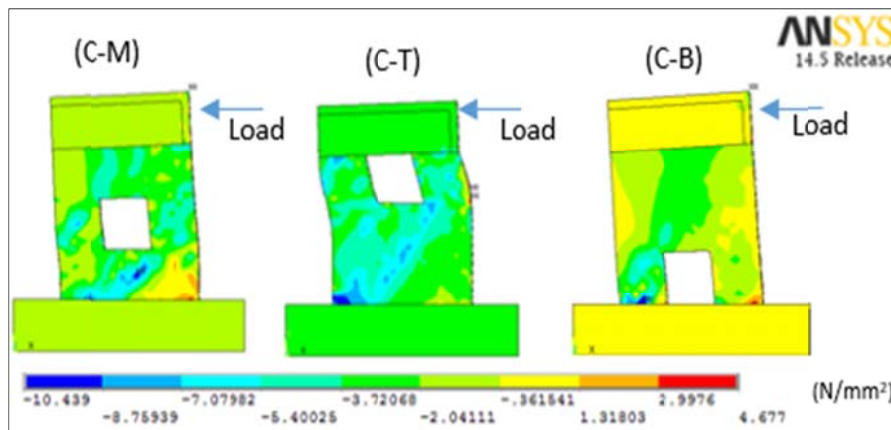 (C-M)
(C-T)
(C-B)
ANSYS
14.5 Release
Load
Load
Load
-10.439
-7.07982
-3.72068
-.361541
2.9976
(N/mm²)
-8.75939
-5.40025
-2.04111
1.31803
4.677